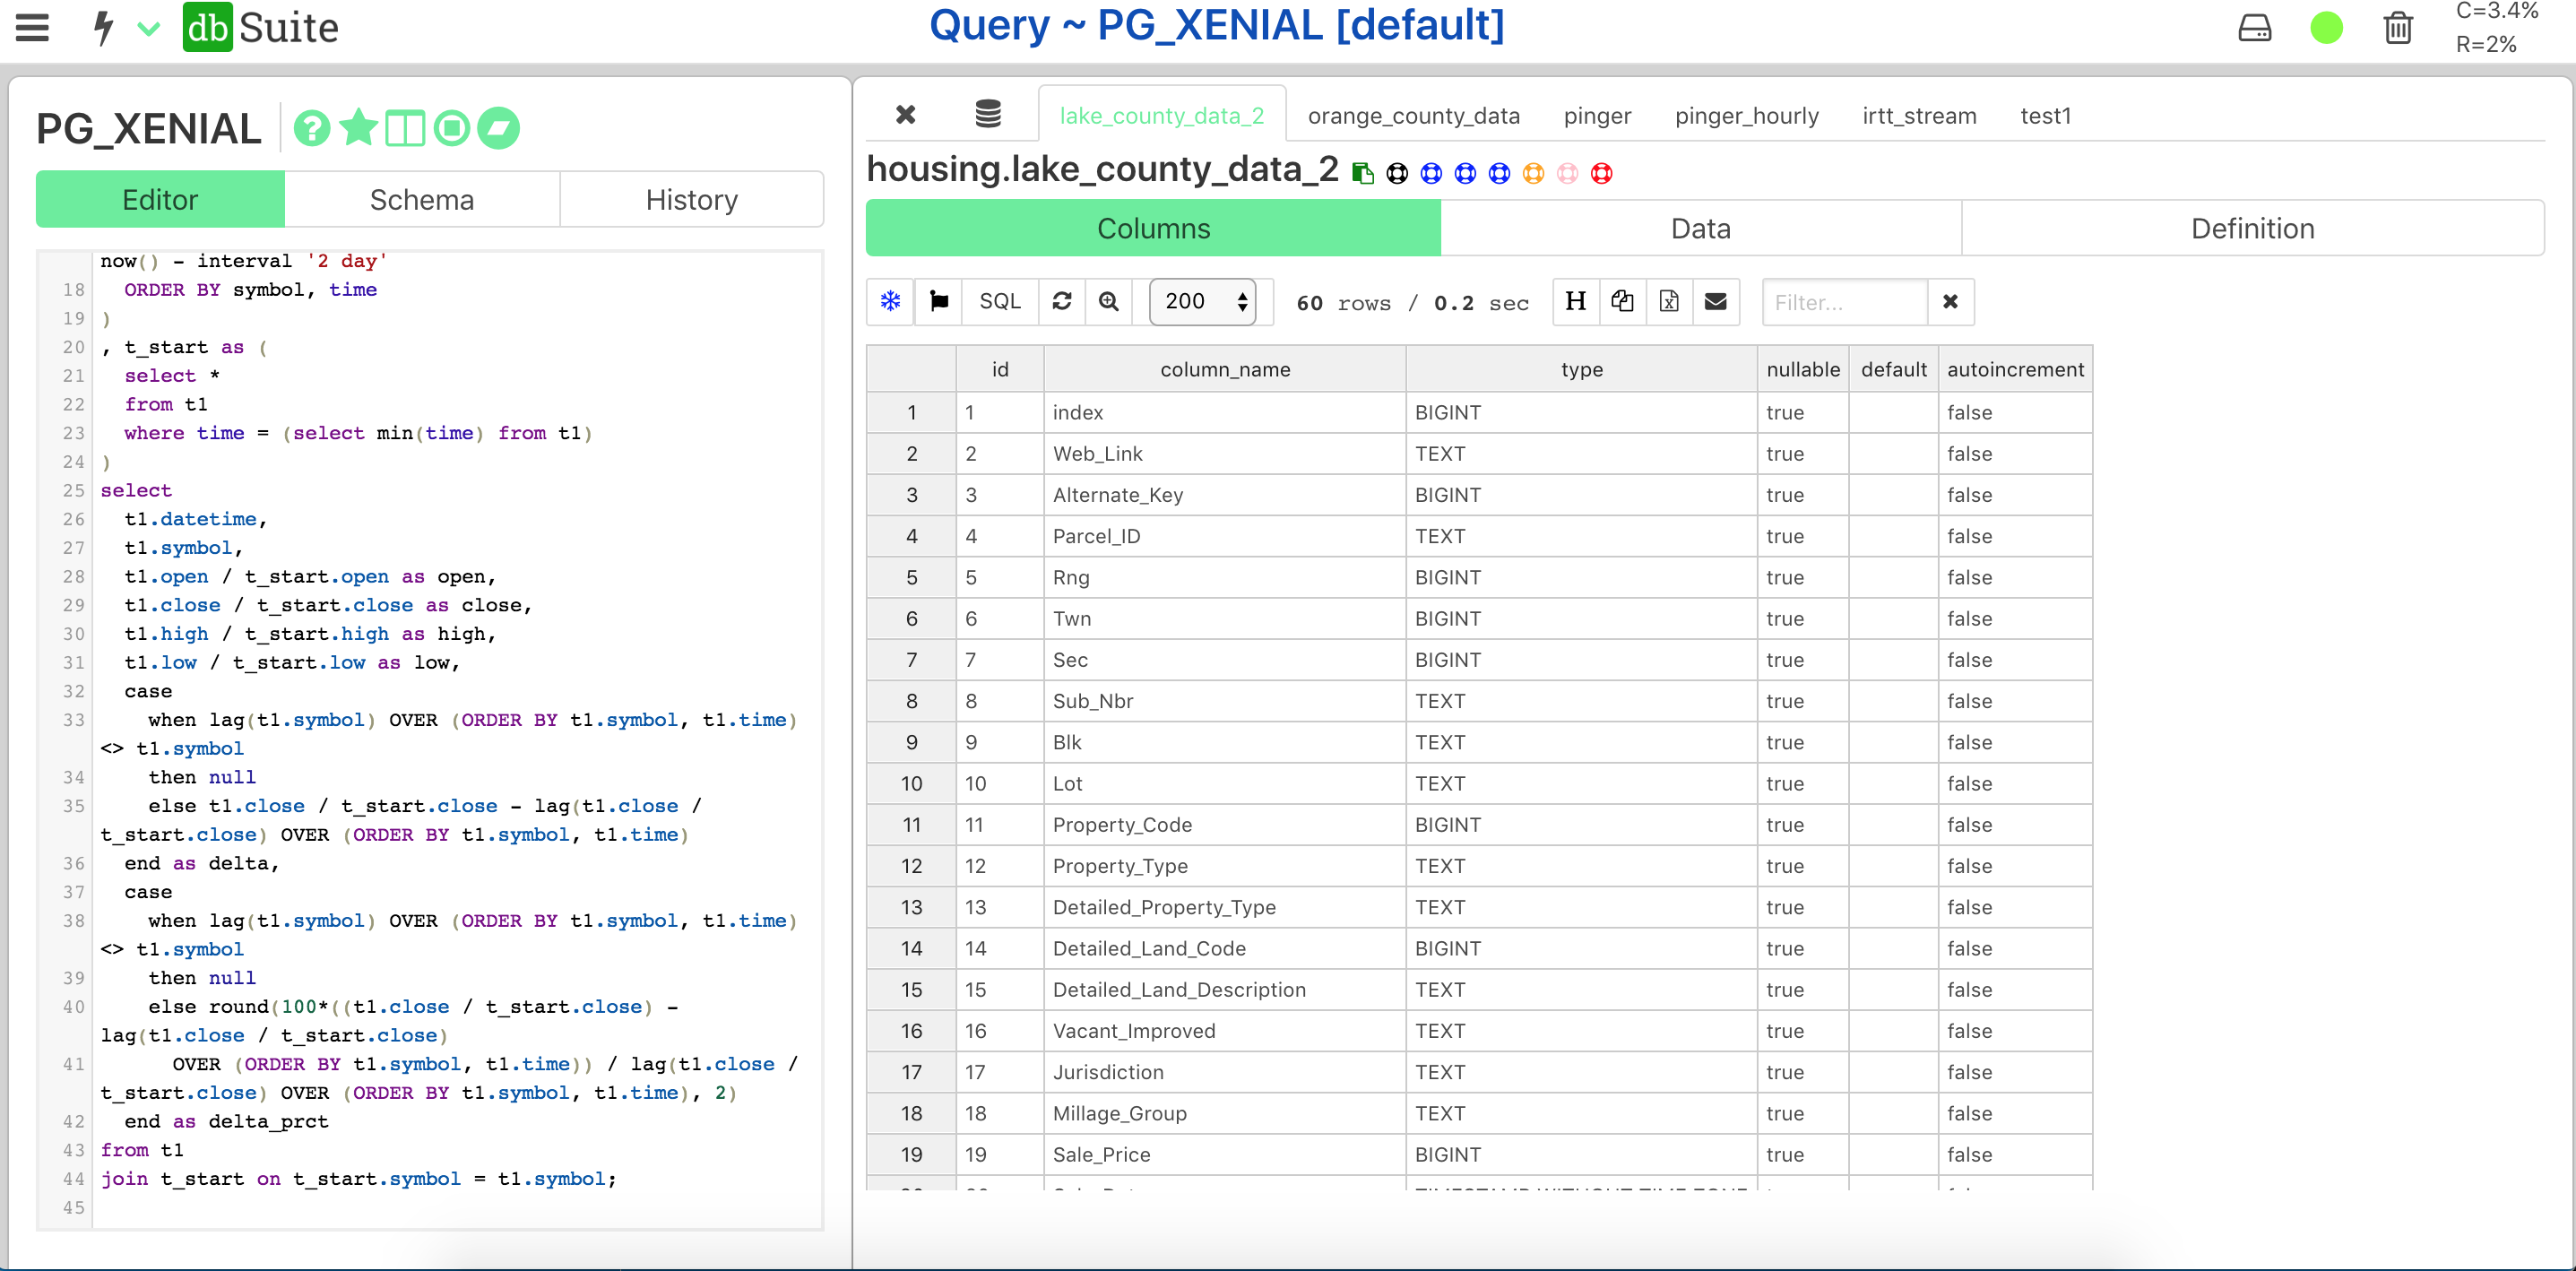 db Suite
Query ~ PG_XENIAL [default]
C=3.4%
R=2%
PG_XENIAL
Editor
Schema
History
now() - interval '2 day'
18 ORDER BY symbol, time
19 )
20 , t_start as (
21 select *
22 from t1
23 where time = (select min(time) from t1)
24 )
25 select
26 t1.datetime,
27 t1.symbol,
28 t1.open / t_start.open as open,
29 t1.close / t_start.close as close,
30 t1.high / t_start.high as high,
31 t1.low / t_start.low as low,
32 case
33 when lag(t1.symbol) OVER (ORDER BY t1.symbol, t1.time)
<> t1.symbol
34 then null
35 else t1.close / t_start.close - lag(t1.close /
t_start.close) OVER (ORDER BY t1.symbol, t1.time)
36 end as delta,
37 case
38 when lag(t1.symbol) OVER (ORDER BY t1.symbol, t1.time)
<> t1.symbol
39 then null
40 else round(100*((t1.close / t_start.close) -
lag(t1.close / t_start.close)
41 OVER (ORDER BY t1.symbol, t1.time)) / lag(t1.close /
t_start.close) OVER (ORDER BY t1.symbol, t1.time), 2)
42 end as delta_prct
43 from t1
44 join t_start on t_start.symbol = t1.symbol;
45
lake_county_data_2 orange_county_data pinger pinger_hourly irtt_stream test1
housing.lake_county_data_2
Columns
Data
Definition
SQL 200 60 rows / 0.2 sec H Filter...
id column_name type nullable default autoincrement
1 1 index BIGINT true false
2 2 Web_Link TEXT true false
3 3 Alternate_Key BIGINT true false
4 4 Parcel_ID TEXT true false
5 5 Rng BIGINT true false
6 6 Twn BIGINT true false
7 7 Sec BIGINT true false
8 8 Sub_Nbr TEXT true false
9 9 Blk TEXT true false
10 10 Lot TEXT true false
11 11 Property_Code BIGINT true false
12 12 Property_Type TEXT true false
13 13 Detailed_Property_Type TEXT true false
14 14 Detailed_Land_Code BIGINT true false
15 15 Detailed_Land_Description TEXT true false
16 16 Vacant_Improved TEXT true false
17 17 Jurisdiction TEXT true false
18 18 Millage_Group TEXT true false
19 19 Sale_Price BIGINT true false